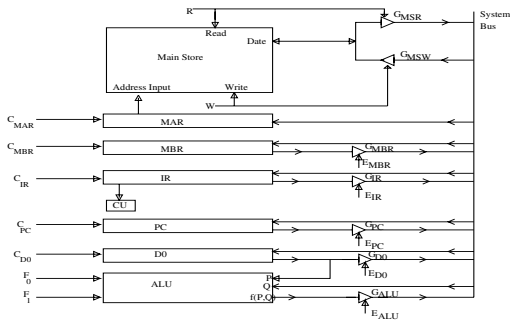 R
G MSR
System
Bus
Read
Main Store
Date
G MSW
Address Input
Write
W
C MAR
MAR
C MBR
MBR
G MBR
E MBR
C IR
IR
G IR
E IR
CU
C PC
PC
G PC
E PC
C D0
D0
G D0
E D0
F 0
P
ALU
Q
F 1
f(P,Q)
G ALU
E ALU